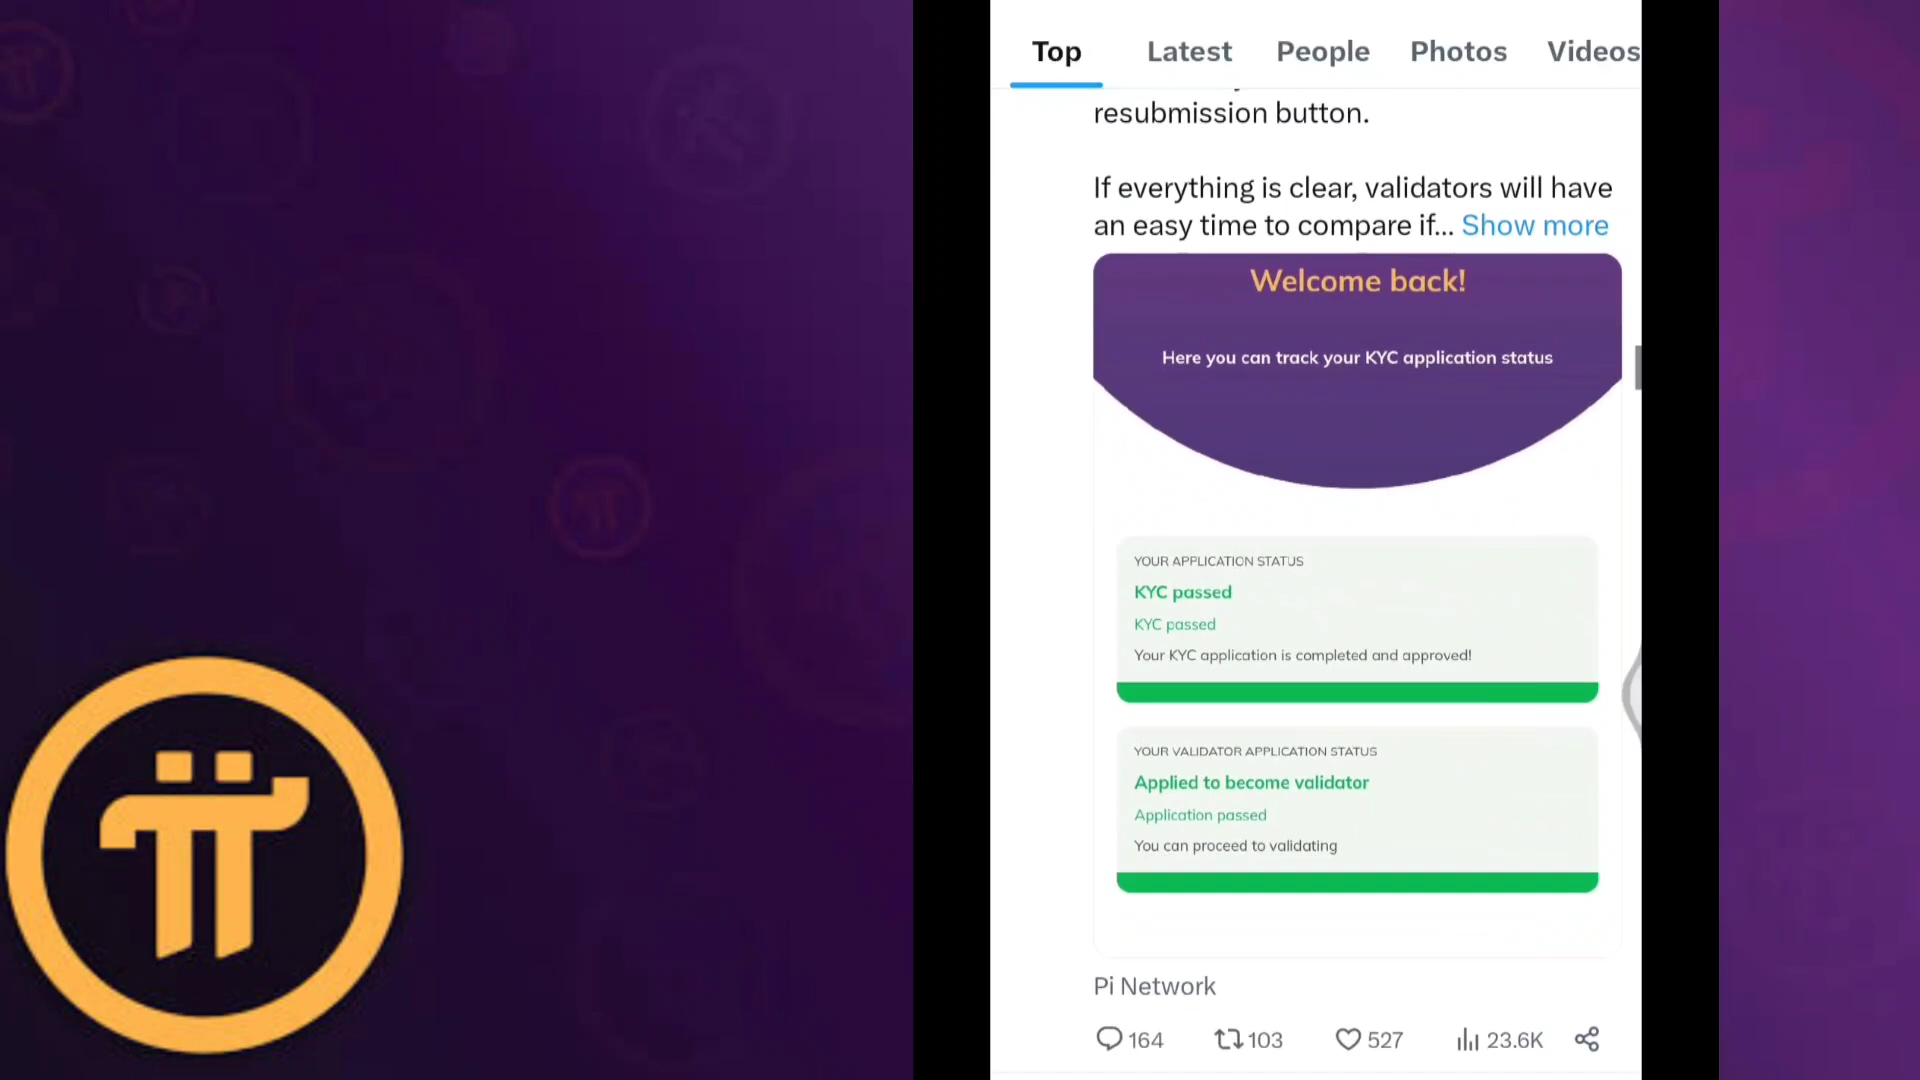 Top Latest People Photos Videos
resubmission button.
If everything is clear, validators will have
an easy time to compare if... Show more
Welcome back!
Here you can track your KYC application status
YOUR APPLICATION STATUS
KYC passed
KYC passed
Your KYC application is completed and approved!
YOUR VALIDATOR APPLICATION STATUS
Applied to become validator
Application passed
You can proceed to validating
Pi Network
164 103 527 23.6K